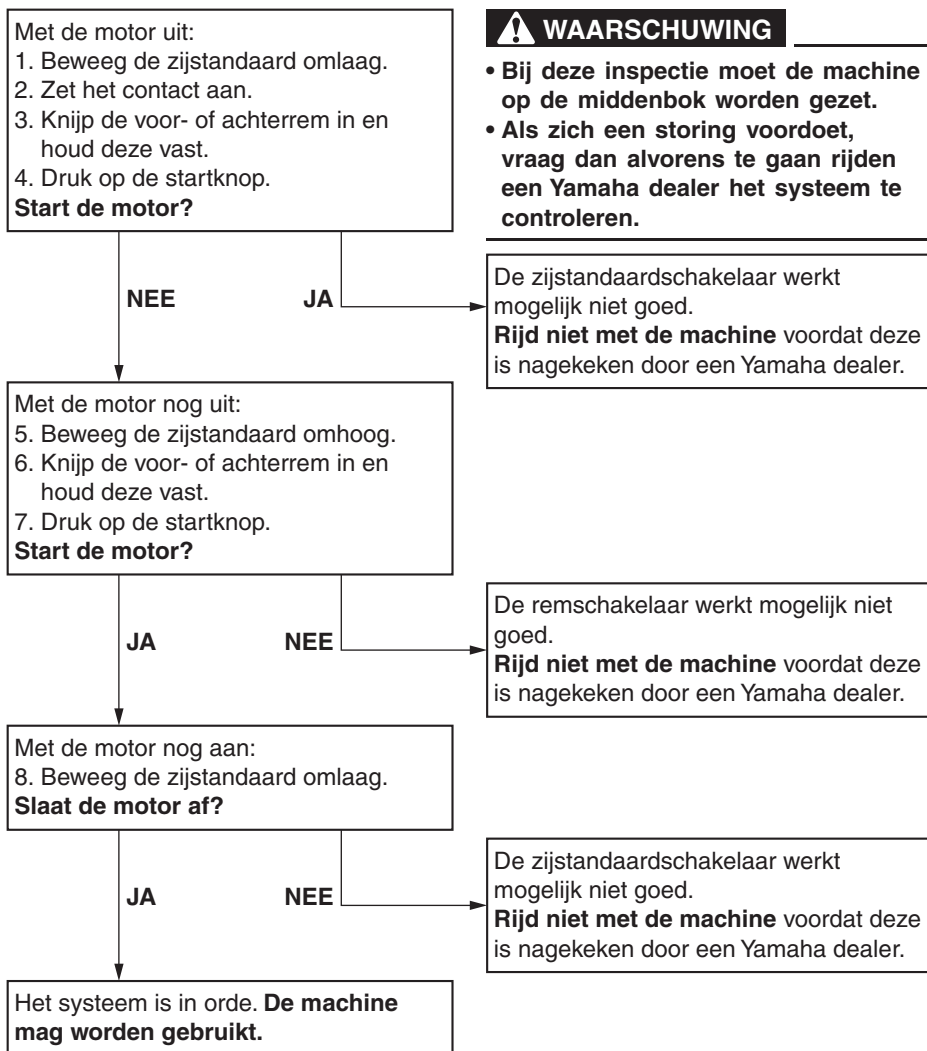 Met de motor uit:
1. Beweeg de zijstandaard omlaag.
2. Zet het contact aan.
3. Knijp de voor- of achterrem in en
houd deze vast.
4. Druk op de startknop.
Start de motor?
WAARSCHUWING
• Bij deze inspectie moet de machine
op de middenbok worden gezet.
• Als zich een storing voordoet,
vraag dan alvorens te gaan rijden
een Yamaha dealer het systeem te
controleren.
NEE
JA
De zijstandaardschakelaar werkt
mogelijk niet goed.
Rijd niet met de machine voordat deze
is nagekeken door een Yamaha dealer.
Met de motor nog uit:
5. Beweeg de zijstandaard omhoog.
6. Knijp de voor- of achterrem in en
houd deze vast.
7. Druk op de startknop.
Start de motor?
JA
NEE
De remschakelaar werkt mogelijk niet
goed.
Rijd niet met de machine voordat deze
is nagekeken door een Yamaha dealer.
Met de motor nog aan:
8. Beweeg de zijstandaard omlaag.
Slaat de motor af?
JA
NEE
De zijstandaardschakelaar werkt
mogelijk niet goed.
Rijd niet met de machine voordat deze
is nagekeken door een Yamaha dealer.
Het systeem is in orde. De machine
mag worden gebruikt.